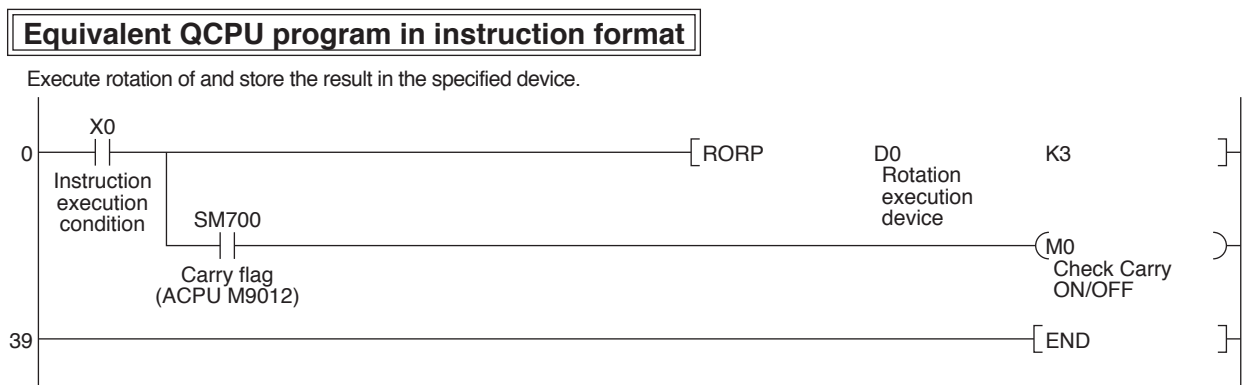 Equivalent QCPU program in instruction format
Execute rotation of and store the result in the specified device.
X0
0
RORP D0 K3
Instruction
execution
condition
Rotation
execution
device
SM700
M0
Carry flag
(ACPU M9012)
Check Carry
ON/OFF
39
END